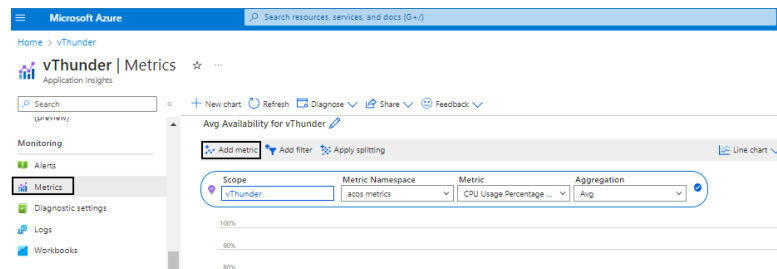 Microsoft Azure
Search resources, services, and docs (G+/)
Home > vThunder
vThunder | Metrics
Application Insights
Search
New chart Refresh Diagnose Share Feedback
(preview)
Avg Availability for vThunder
Monitoring
Add metric Add filter Apply splitting Line chart
Alerts
Scope Metric Namespace Metric Aggregation
Metrics
vThunder acos metrics CPU Usage Percentage ... Avg
Diagnostic settings
Logs
100%
Workbooks
90%
80%